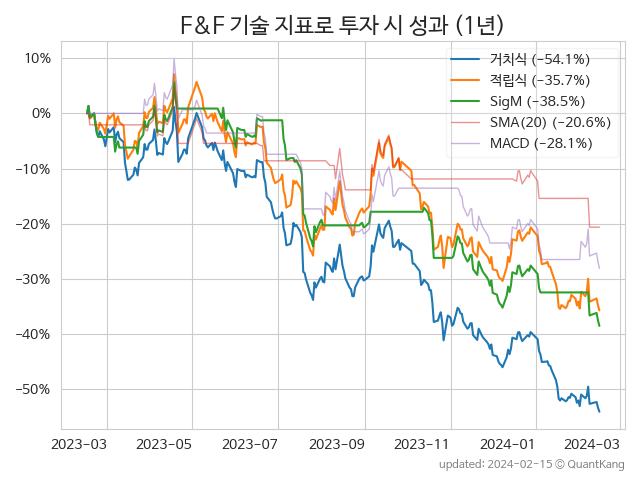 F&F 기술 지표로 투자 시 성과 (1년)
10%
0%
−10%
−20%
−30%
−40%
−50%
거치식 (−54.1%)
적립식 (−35.7%)
SigM (−38.5%)
SMA(20) (−20.6%)
MACD (−28.1%)
2023-03
2023-05
2023-07
2023-09
2023-11
2024-01
2024-03
updated: 2024-02-15 © QuantKang